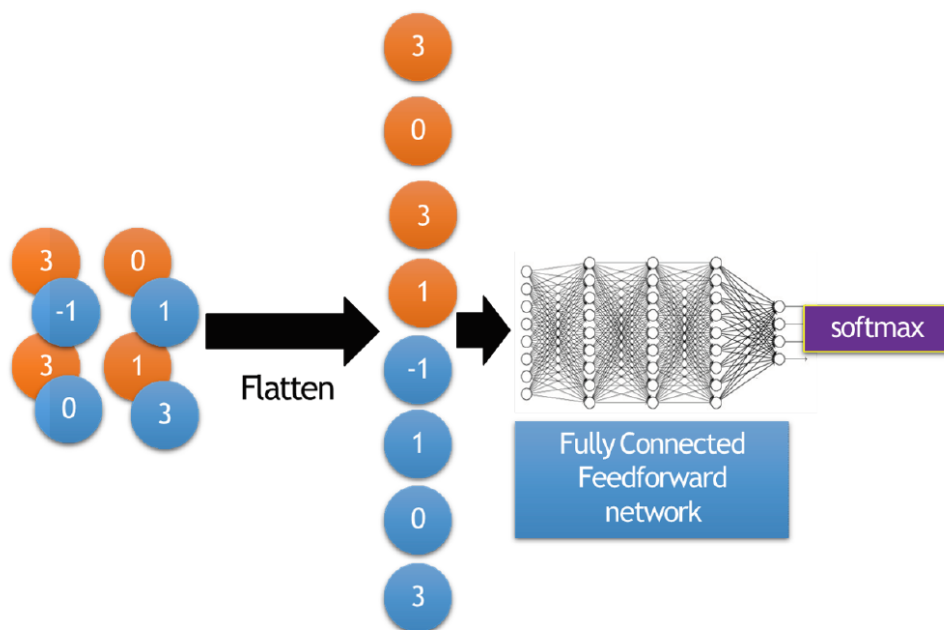 3 0
-1 1
3 1
0 3
Flatten
3
0
3
1
-1
1
0
3
Fully Connected
Feedforward
network
softmax